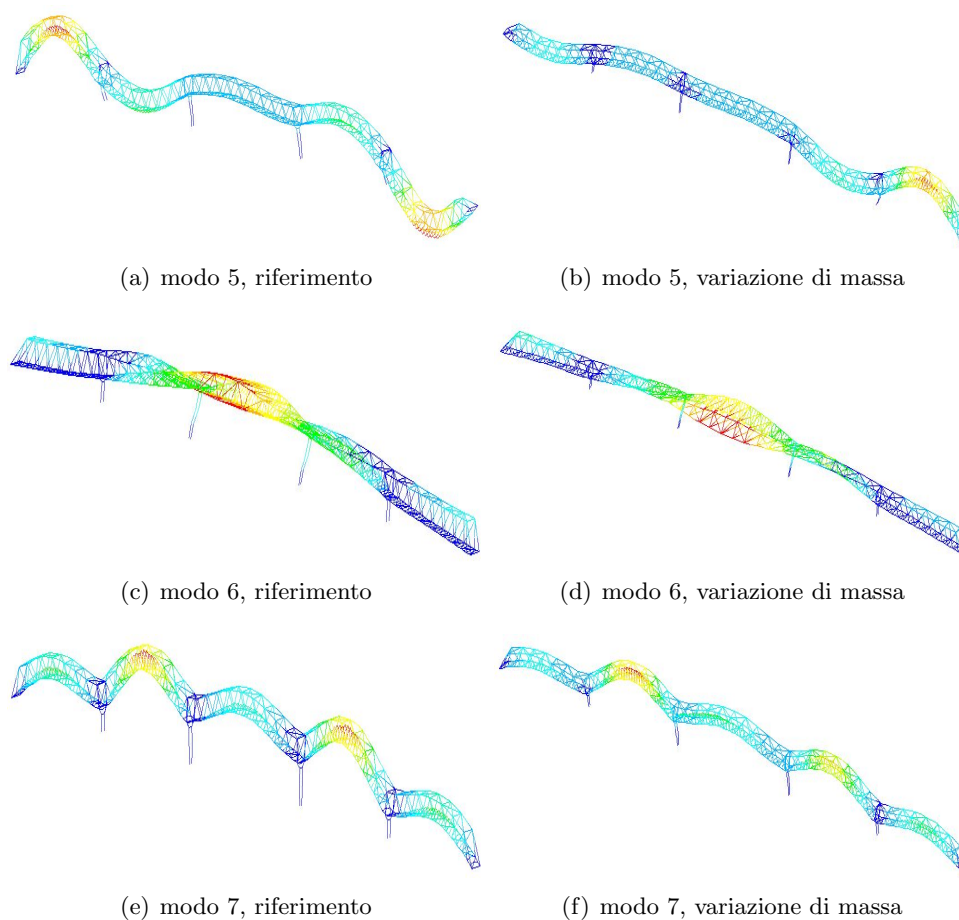 (a) modo 5, riferimento
(b) modo 5, variazione di massa
(c) modo 6, riferimento
(d) modo 6, variazione di massa
(e) modo 7, riferimento
(f) modo 7, variazione di massa